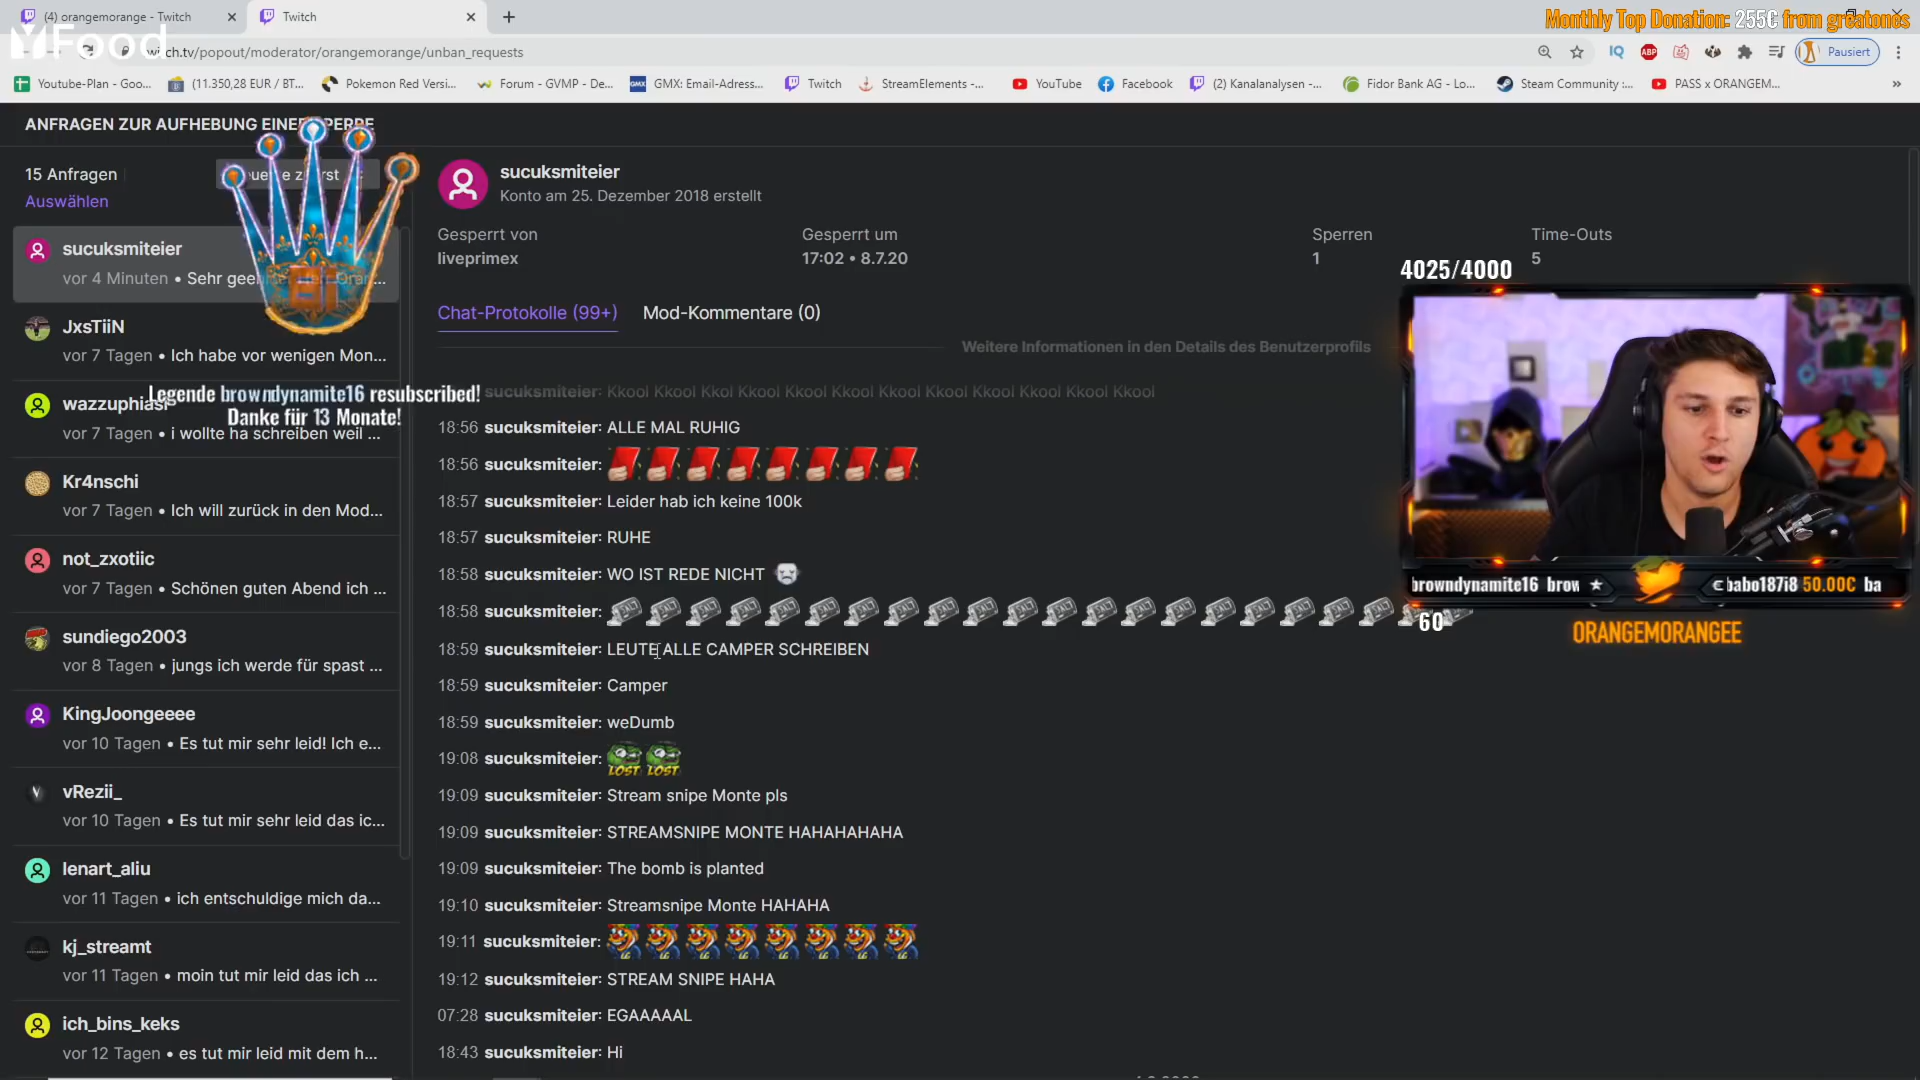 (4) orangemorange - Twitch
Twitch
Monthly Top Donation: 255€ from greatones
YFood
witch.tv/popout/moderator/orangemorange/unban_requests
Pausiert
Youtube-Plan - Goo...
(11.350,28 EUR / BT...
Pokemon Red Versi...
Forum - GVMP - De...
GMX: Email-Adress...
Twitch
StreamElements -...
YouTube
Facebook
(2) Kanalanalysen -...
Fidor Bank AG - Lo...
Steam Community :...
PASS x ORANGEM...
ANFRAGEN ZUR AUFHEBUNG EINER SPERRE
15 Anfragen
Auswählen
sucuksmiteier
vor 4 Minuten • Sehr gee
JxsTiiN
vor 7 Tagen • Ich habe vor wenigen Mon...
Legende browndynamite16 resubscribed!
Danke für 13 Monate!
wazzuphiasi
vor 7 Tagen • i wollte ha schreiben weil ...
Kr4nschi
vor 7 Tagen • Ich will zurück in den Mod...
not_zxotiic
vor 7 Tagen • Schönen guten Abend ich ...
sundiego2003
vor 8 Tagen • jungs ich werde für spast ...
KingJoongeeee
vor 10 Tagen • Es tut mir sehr leid! Ich e...
vRezii_
vor 10 Tagen • Es tut mir sehr leid das ic...
lenart_aliu
vor 11 Tagen • ich entschuldige mich da...
kj_streamt
vor 11 Tagen • moin tut mir leid das ich ...
ich_bins_keks
vor 12 Tagen • es tut mir leid mit dem h...
sucuksmiteier
Konto am 25. Dezember 2018 erstellt
Gesperrt von
liveprimex
Gesperrt um
17:02 • 8.7.20
Sperren
1
Time-Outs
5
Chat-Protokolle (99+)
Mod-Kommentare (0)
Weitere Informationen in den Details des Benutzerprofils
sucuksmiteier: Kkool Kkool Kkol Kkool Kkool Kkool Kkool Kkool Kkool Kkool Kkool Kkool
18:56 sucuksmiteier: ALLE MAL RUHIG
18:56 sucuksmiteier:
18:57 sucuksmiteier: Leider hab ich keine 100k
18:57 sucuksmiteier: RUHE
18:58 sucuksmiteier: WO IST REDE NICHT
18:58 sucuksmiteier:
18:59 sucuksmiteier: LEUTE ALLE CAMPER SCHREIBEN
18:59 sucuksmiteier: Camper
18:59 sucuksmiteier: weDumb
19:08 sucuksmiteier: LOST LOST
19:09 sucuksmiteier: Stream snipe Monte pls
19:09 sucuksmiteier: STREAMSNIPE MONTE HAHAHAHAHA
19:09 sucuksmiteier: The bomb is planted
19:10 sucuksmiteier: Streamsnipe Monte HAHAHA
19:11 sucuksmiteier:
19:12 sucuksmiteier: STREAM SNIPE HAHA
07:28 sucuksmiteier: EGAAAAAL
18:43 sucuksmiteier: Hi
4025/4000
browndynamite16 brow
babo187i8 50.00€ ba
60
ORANGEMORANGEE